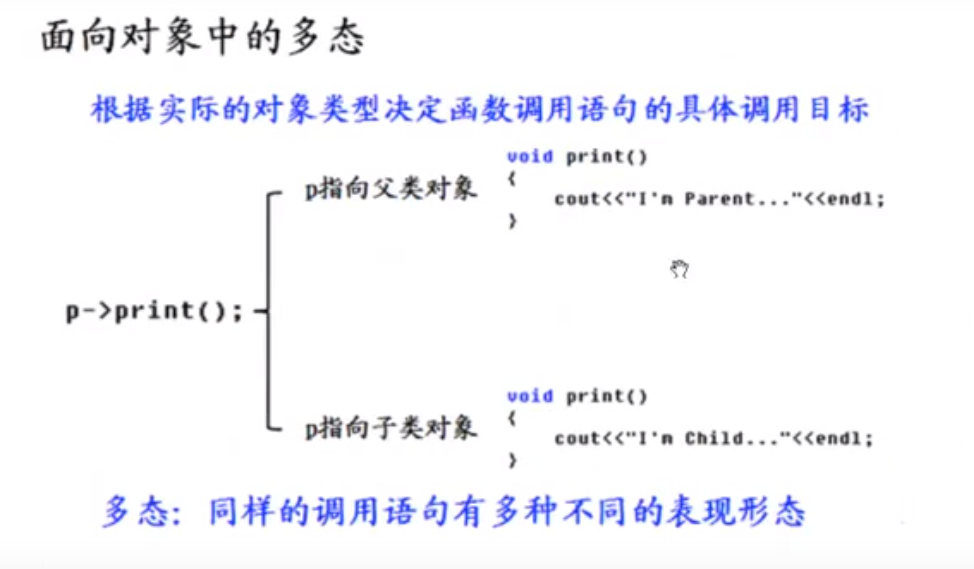 面向对象中的多态
根据实际的对象类型决定函数调用语句的具体调用目标
p指向父类对象
void print()
{
cout<<"I'm Parent..."<<endl;
}
p->print();
p指向子类对象
void print()
{
cout<<"I'm Child..."<<endl;
}
多态：同样的调用语句有多种不同的表现形态